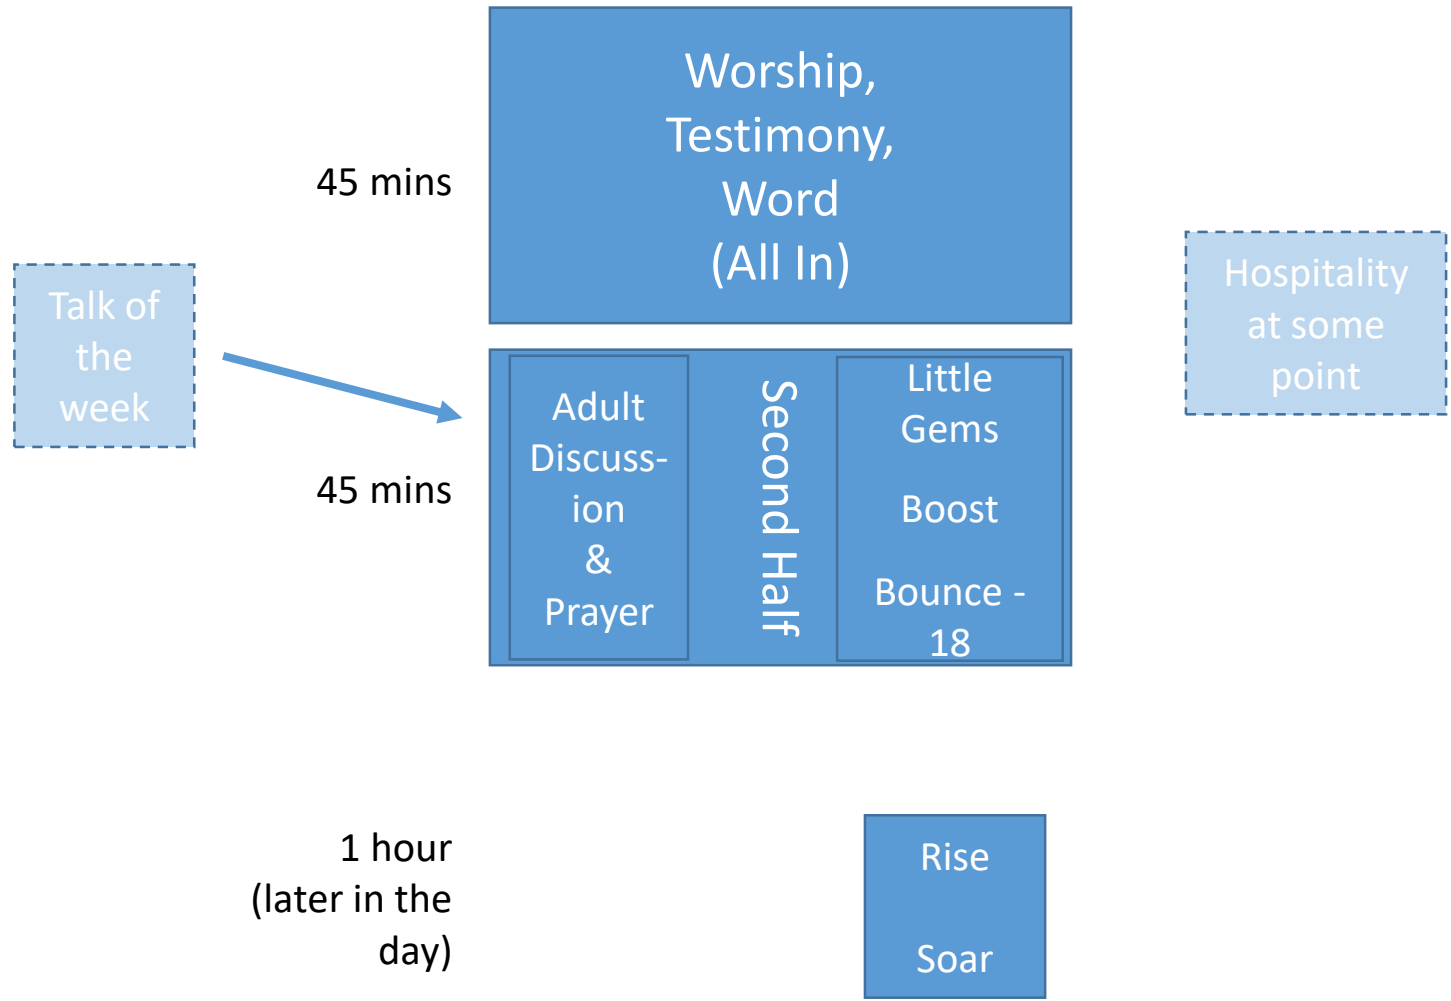 Worship,
Testimony,
Word
(All In)
45 mins
Talk of
the
week
Hospitality
at some
point
45 mins
Adult
Discuss-
ion
&
Prayer
Second Half
Little
Gems
Boost
Bounce -
18
1 hour
(later in the
day)
Rise
Soar